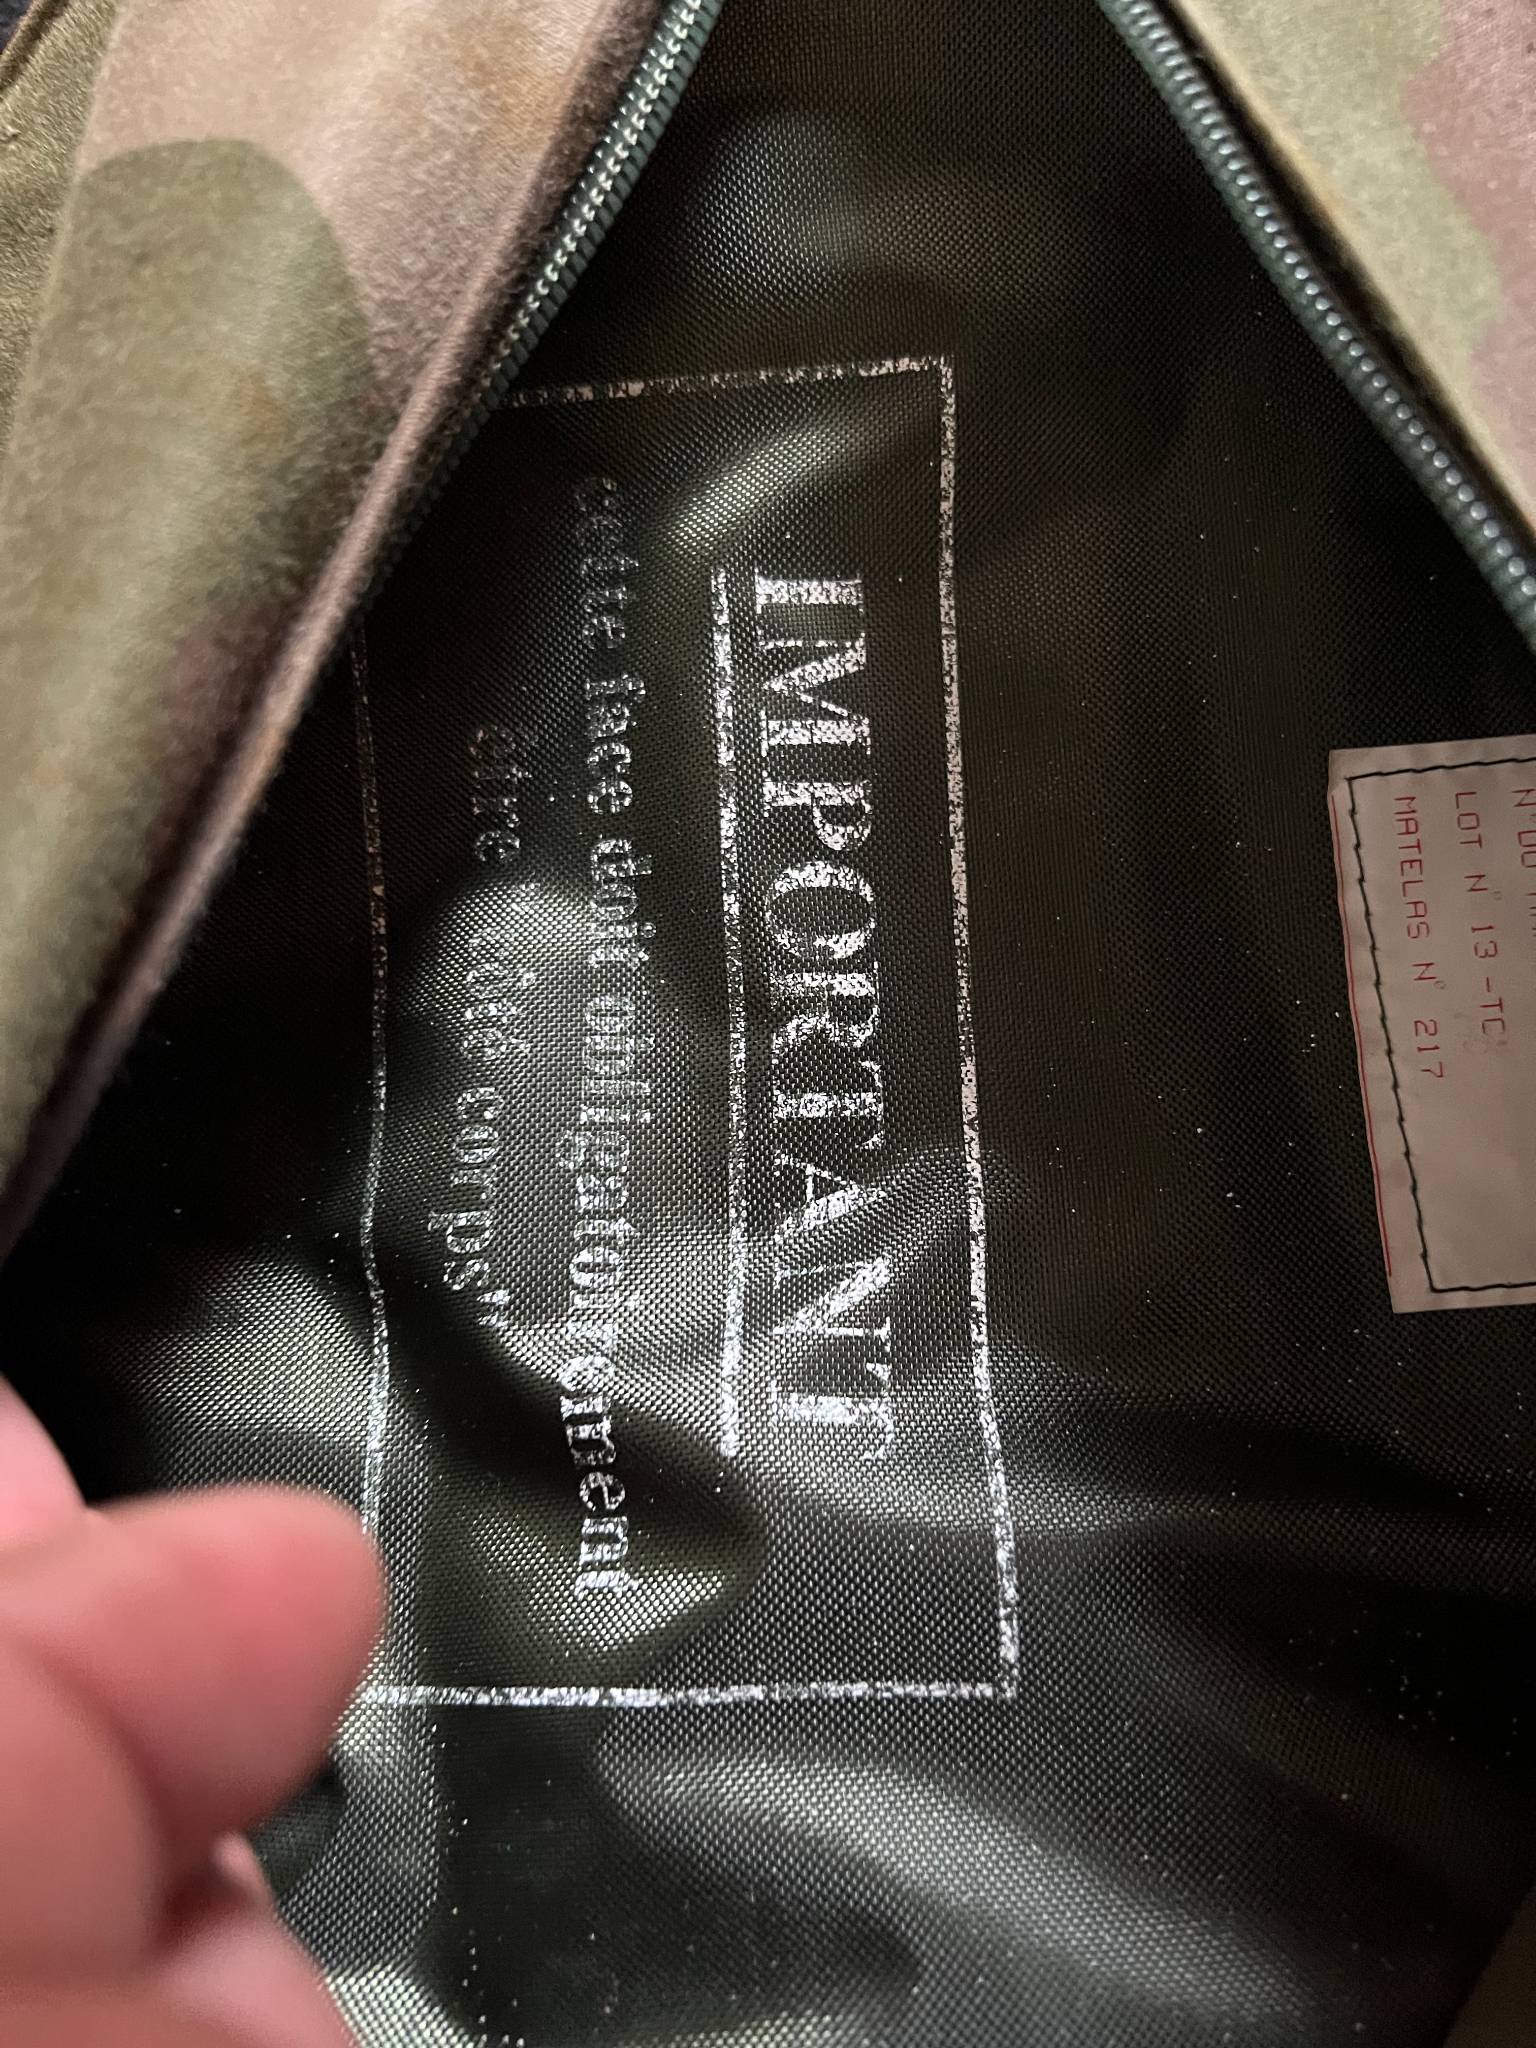 IMPORTANT
cette face doit obligatoirement
être côté corps
LOT N° 13-TC
MATELAS N° 217